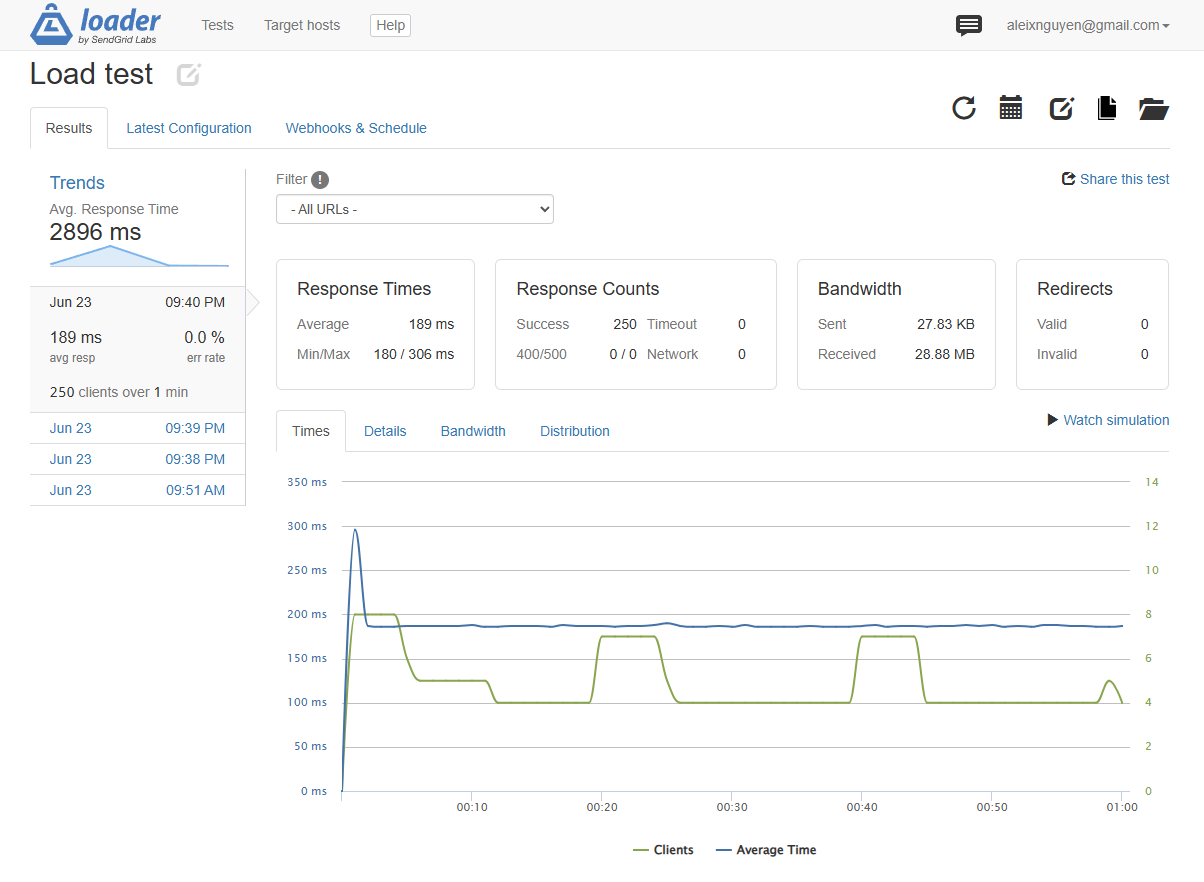 loader
by SendGrid Labs
Tests Target hosts Help
aleixnguyen@gmail.com
Load test
Results Latest Configuration Webhooks & Schedule
Trends
Avg. Response Time
2896 ms
Jun 23 09:40 PM
189 ms 0.0 %
avg resp err rate
250 clients over 1 min
Jun 23 09:39 PM
Jun 23 09:38 PM
Jun 23 09:51 AM
Filter !
- All URLs -
Share this test
Response Times
Average 189 ms
Min/Max 180 / 306 ms
Response Counts
Success 250 Timeout 0
400/500 0 / 0 Network 0
Bandwidth
Sent 27.83 KB
Received 28.88 MB
Redirects
Valid 0
Invalid 0
Times Details Bandwidth Distribution
Watch simulation
350 ms 14
300 ms 12
250 ms 10
200 ms 8
150 ms 6
100 ms 4
50 ms 2
0 ms 0
00:10 00:20 00:30 00:40 00:50 01:00
Clients Average Time